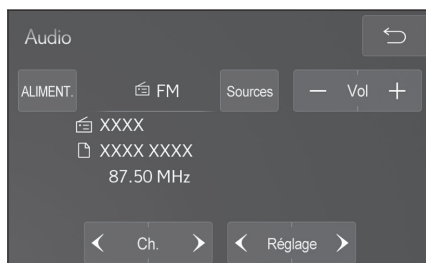 Audio
ALIMENT. FM Sources — Vol +
XXXX
XXXX XXXX
87.50 MHz
Ch. Réglage